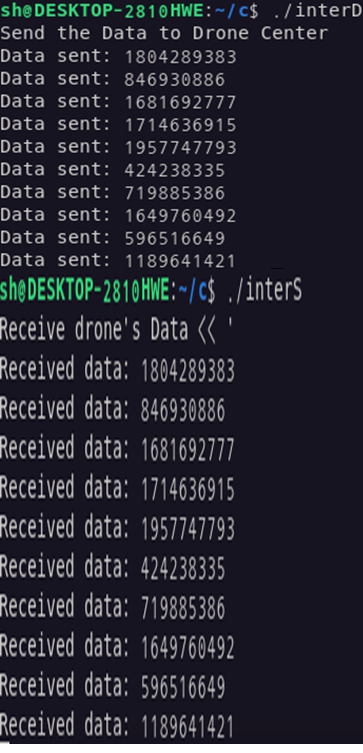 sh@DESKTOP-2810HWE:~/c$ ./interD
Send the Data to Drone Center
Data sent: 1804289383
Data sent: 846930886
Data sent: 1681692777
Data sent: 1714636915
Data sent: 1957747793
Data sent: 424238335
Data sent: 719885386
Data sent: 1649760492
Data sent: 596516649
Data sent: 1189641421
sh@DESKTOP-2810HWE:~/c$ ./interS
Receive drone's Data << '
Received data: 1804289383
Received data: 846930886
Received data: 1681692777
Received data: 1714636915
Received data: 1957747793
Received data: 424238335
Received data: 719885386
Received data: 1649760492
Received data: 596516649
Received data: 1189641421